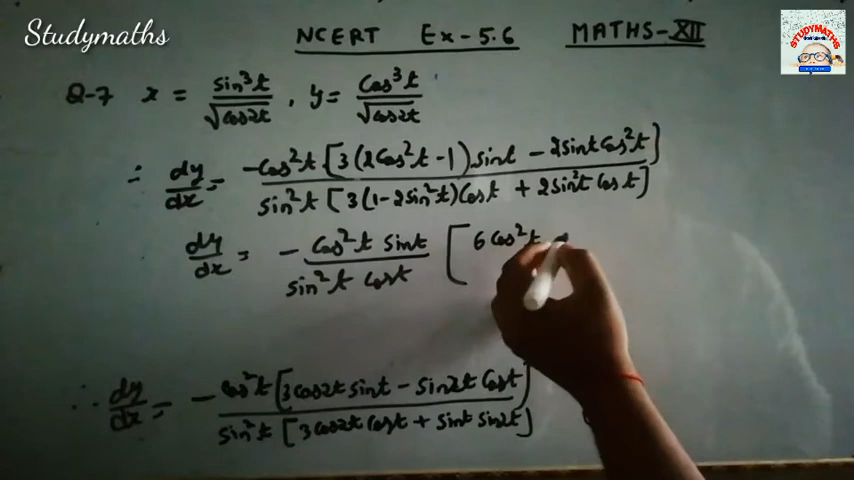 Studymaths
NCERT Ex-5.6 MATHS-XII
STUDYMATHS
Q-7 x = sin³t/√cos2t , y = cos³t/√cos2t
∴ dy/dx = -cos²t [3(2cos²t - 1) sint - 2sint cos²t] / sin²t [3(1-2sin²t) cost + 2sin²t cost]
dy/dx = - cos²t sint / sin²t cost [6cos²t
∴ dy/dx = - cos²t [3cos2t sint - sin2t cost] / sin²t [3cos2t cost + sint sin2t]